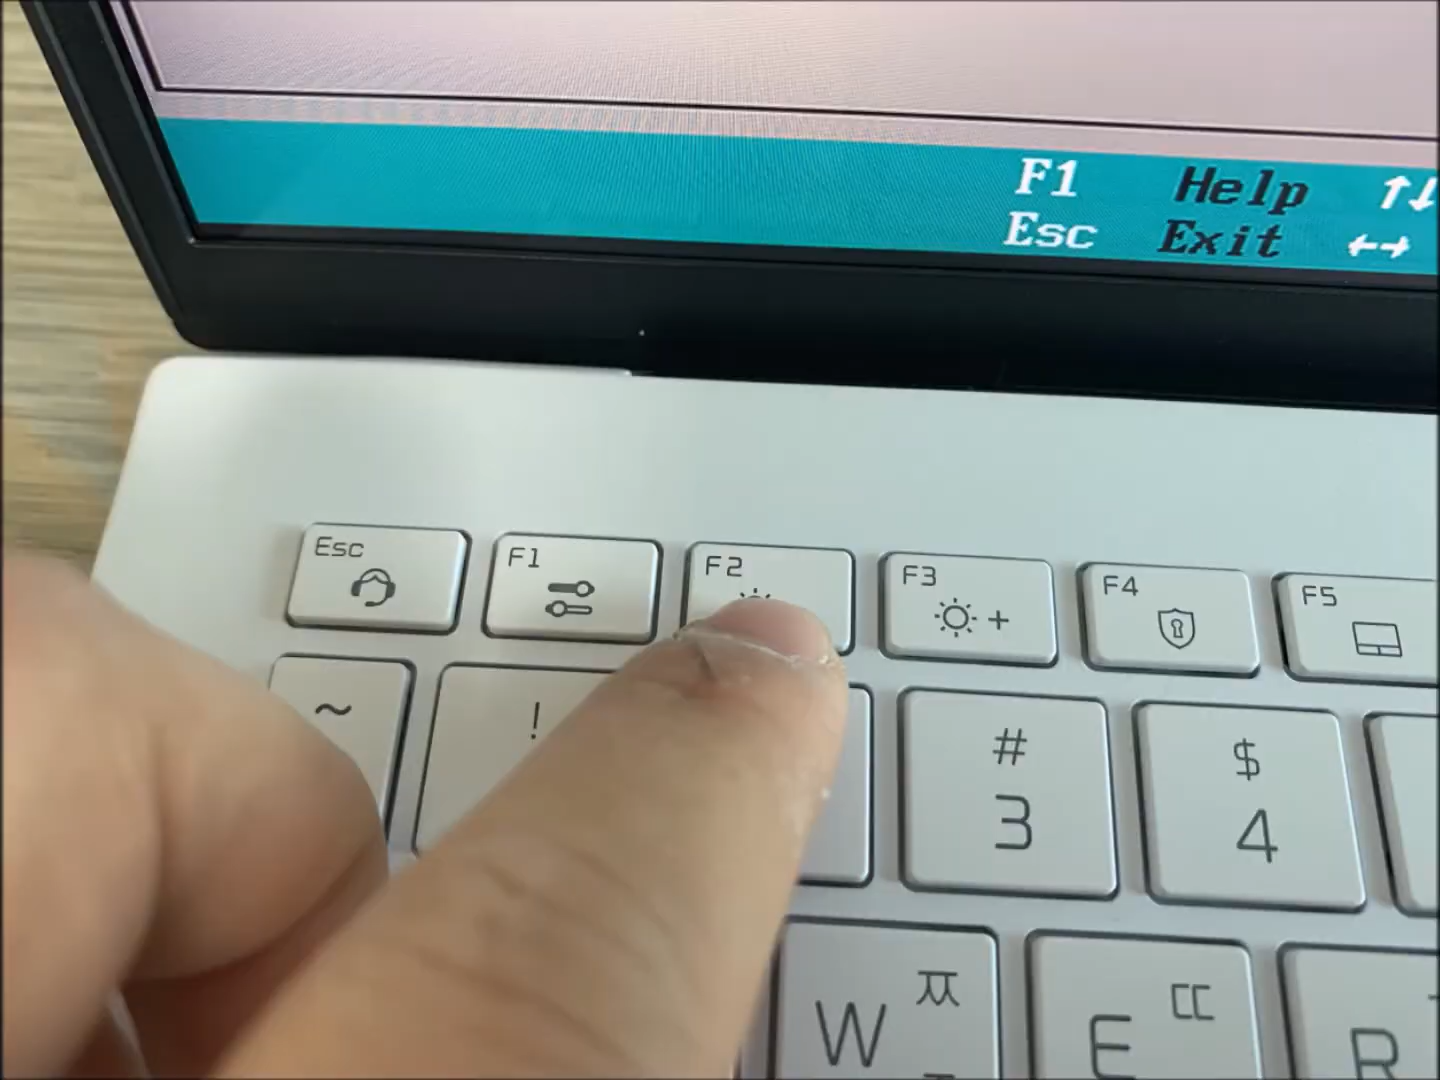 F1 Help ↑↓
Esc Exit ←→
Esc F1 F2 F3 F4 F5
+
~ ! # $
3 4
W ㅉ E ㄸ R